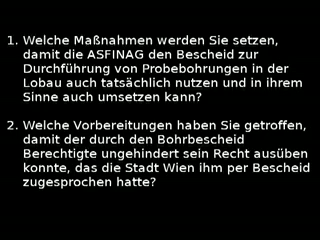 1. Welche Maßnahmen werden Sie setzen,
damit die ASFINAG den Bescheid zur
Durchführung von Probebohrungen in der
Lobau auch tatsächlich nutzen und in ihrem
Sinne auch umsetzen kann?
2. Welche Vorbereitungen haben Sie getroffen,
damit der durch den Bohrbescheid
Berechtigte ungehindert sein Recht ausüben
konnte, das die Stadt Wien ihm per Bescheid
zugesprochen hatte?